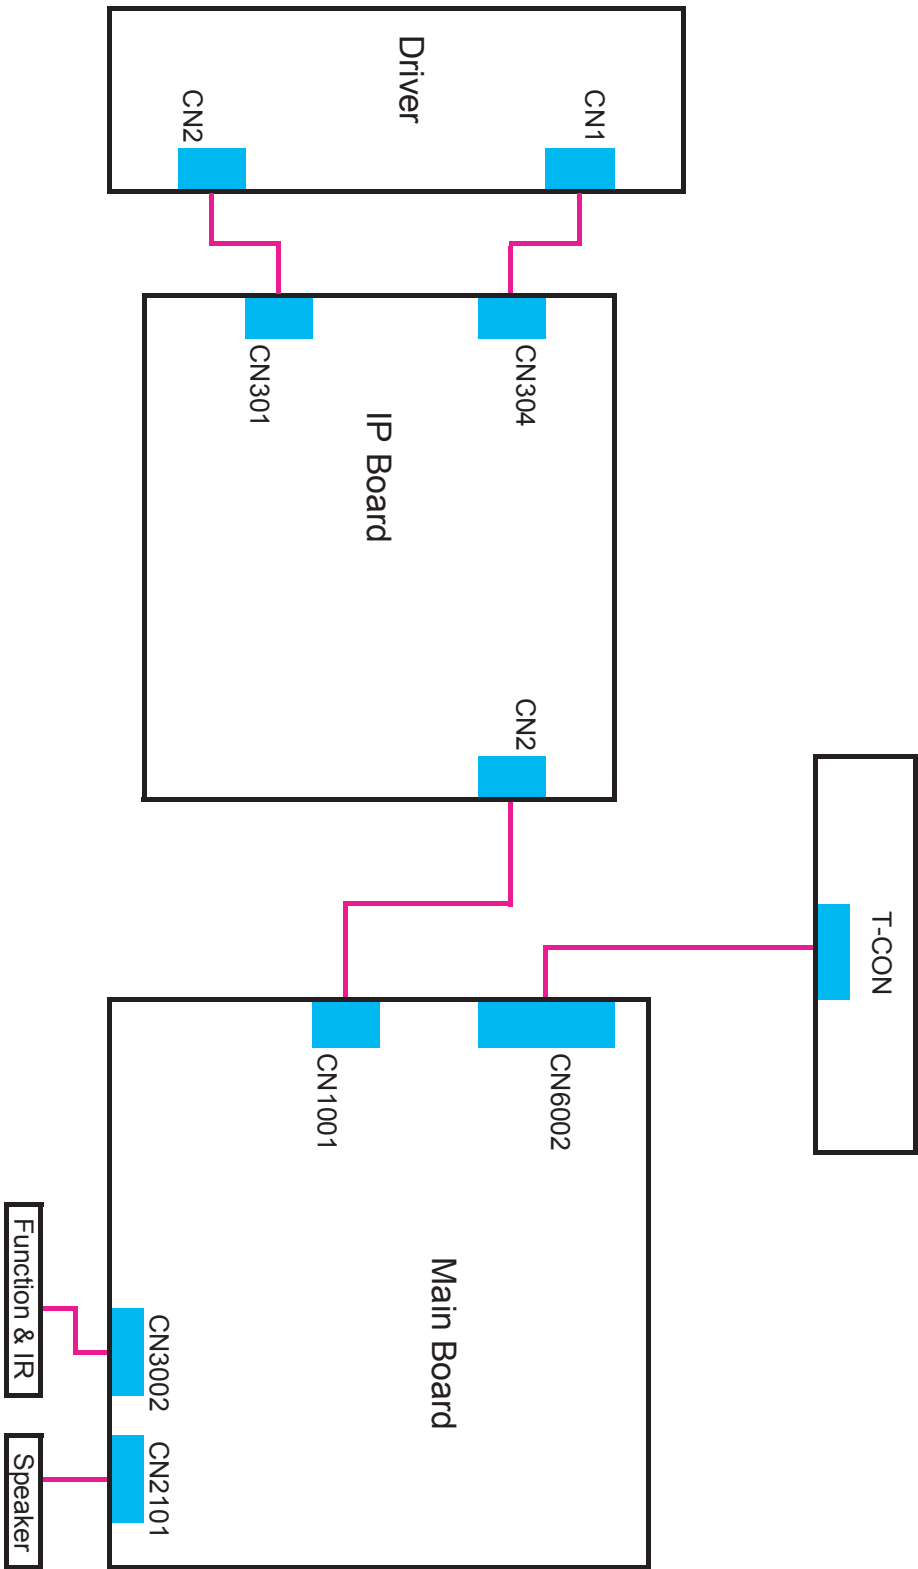 Driver
CN2
CN1
CN301
CN304
IP Board
CN2
T-CON
CN1001
CN6002
Main Board
Function & IR
CN3002
Speaker
CN2101